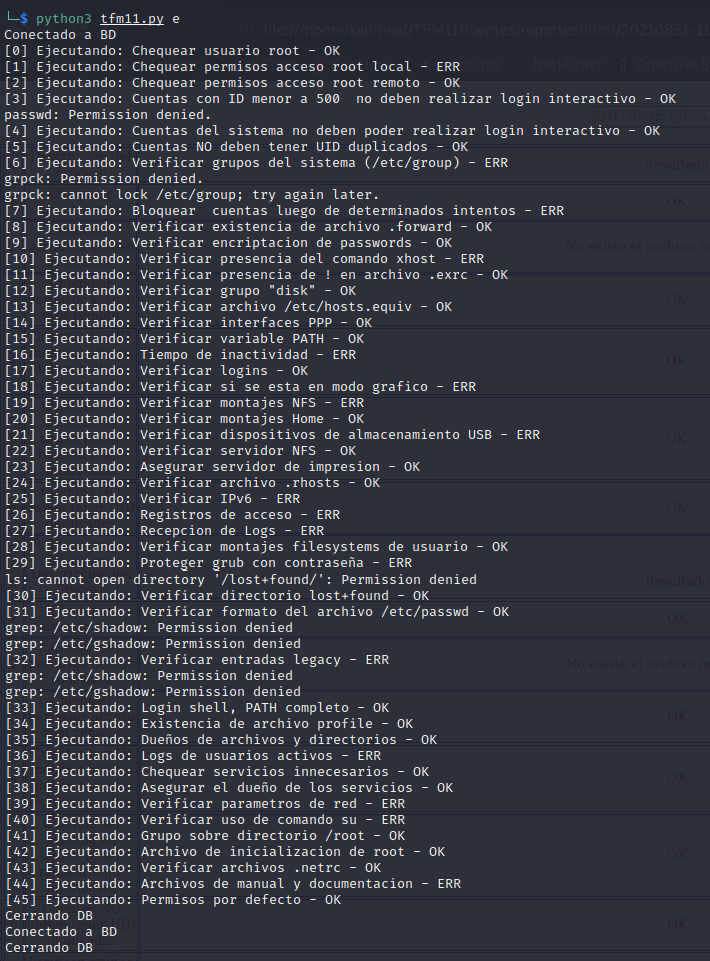 └─$ python3 tfm11.py e
Conectado a BD
[0] Ejecutando: Chequear usuario root - OK
[1] Ejecutando: Chequear permisos acceso root local - ERR
[2] Ejecutando: Chequear permisos acceso root remoto - OK
[3] Ejecutando: Cuentas con ID menor a 500  no deben realizar login interactivo - OK
passwd: Permission denied.
[4] Ejecutando: Cuentas del sistema no deben poder realizar login interactivo - OK
[5] Ejecutando: Cuentas NO deben tener UID duplicados - OK
[6] Ejecutando: Verificar grupos del sistema (/etc/group) - ERR
grpck: Permission denied.
grpck: cannot lock /etc/group; try again later.
[7] Ejecutando: Bloquear  cuentas luego de determinados intentos - ERR
[8] Ejecutando: Verificar existencia de archivo .forward - OK
[9] Ejecutando: Verificar encriptacion de passwords - OK
[10] Ejecutando: Verificar presencia del comando xhost - ERR
[11] Ejecutando: Verificar presencia de ! en archivo .exrc - OK
[12] Ejecutando: Verificar grupo "disk" - OK
[13] Ejecutando: Verificar archivo /etc/hosts.equiv - OK
[14] Ejecutando: Verificar interfaces PPP - OK
[15] Ejecutando: Verificar variable PATH - OK
[16] Ejecutando: Tiempo de inactividad - ERR
[17] Ejecutando: Verificar logins - OK
[18] Ejecutando: Verificar si se esta en modo grafico - ERR
[19] Ejecutando: Verificar montajes NFS - ERR
[20] Ejecutando: Verificar montajes Home - OK
[21] Ejecutando: Verificar dispositivos de almacenamiento USB - ERR
[22] Ejecutando: Verificar servidor NFS - OK
[23] Ejecutando: Asegurar servidor de impresion - OK
[24] Ejecutando: Verificar archivo .rhosts - OK
[25] Ejecutando: Verificar IPv6 - ERR
[26] Ejecutando: Registros de acceso - ERR
[27] Ejecutando: Recepcion de Logs - ERR
[28] Ejecutando: Verificar montajes filesystems de usuario - OK
[29] Ejecutando: Proteger grub con contraseña - ERR
ls: cannot open directory '/lost+found/': Permission denied
[30] Ejecutando: Verificar directorio lost+found - OK
[31] Ejecutando: Verificar formato del archivo /etc/passwd - OK
grep: /etc/shadow: Permission denied
grep: /etc/gshadow: Permission denied
[32] Ejecutando: Verificar entradas legacy - ERR
grep: /etc/shadow: Permission denied
grep: /etc/gshadow: Permission denied
[33] Ejecutando: Login shell, PATH completo - OK
[34] Ejecutando: Existencia de archivo profile - OK
[35] Ejecutando: Dueños de archivos y directorios - OK
[36] Ejecutando: Logs de usuarios activos - ERR
[37] Ejecutando: Chequear servicios innecesarios - OK
[38] Ejecutando: Asegurar el dueño de los servicios - OK
[39] Ejecutando: Verificar parametros de red - ERR
[40] Ejecutando: Verificar uso de comando su - ERR
[41] Ejecutando: Grupo sobre directorio /root - OK
[42] Ejecutando: Archivo de inicializacion de root - OK
[43] Ejecutando: Verificar archivos .netrc - OK
[44] Ejecutando: Archivos de manual y documentacion - ERR
[45] Ejecutando: Permisos por defecto - OK
Cerrando DB
Conectado a BD
Cerrando DB